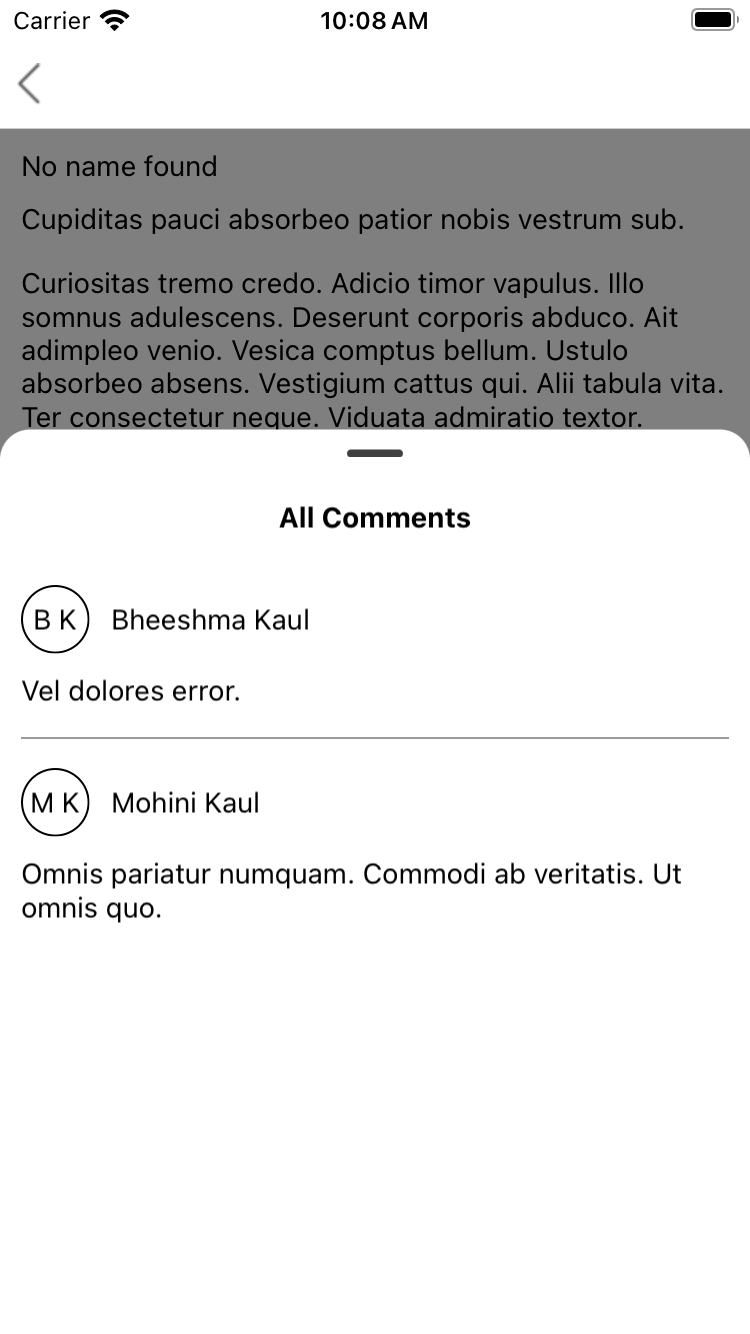 Carrier 10:08 AM
No name found
Cupiditas pauci absorbeo patior nobis vestrum sub.
Curiositas tremo credo. Adicio timor vapulus. Illo
somnus adulescens. Deserunt corporis abduco. Ait
adimpleo venio. Vesica comptus bellum. Ustulo
absorbeo absens. Vestigium cattus qui. Alii tabula vita.
Ter consectetur neque. Viduata admiratio textor.
All Comments
B K Bheeshma Kaul
Vel dolores error.
M K Mohini Kaul
Omnis pariatur numquam. Commodi ab veritatis. Ut
omnis quo.